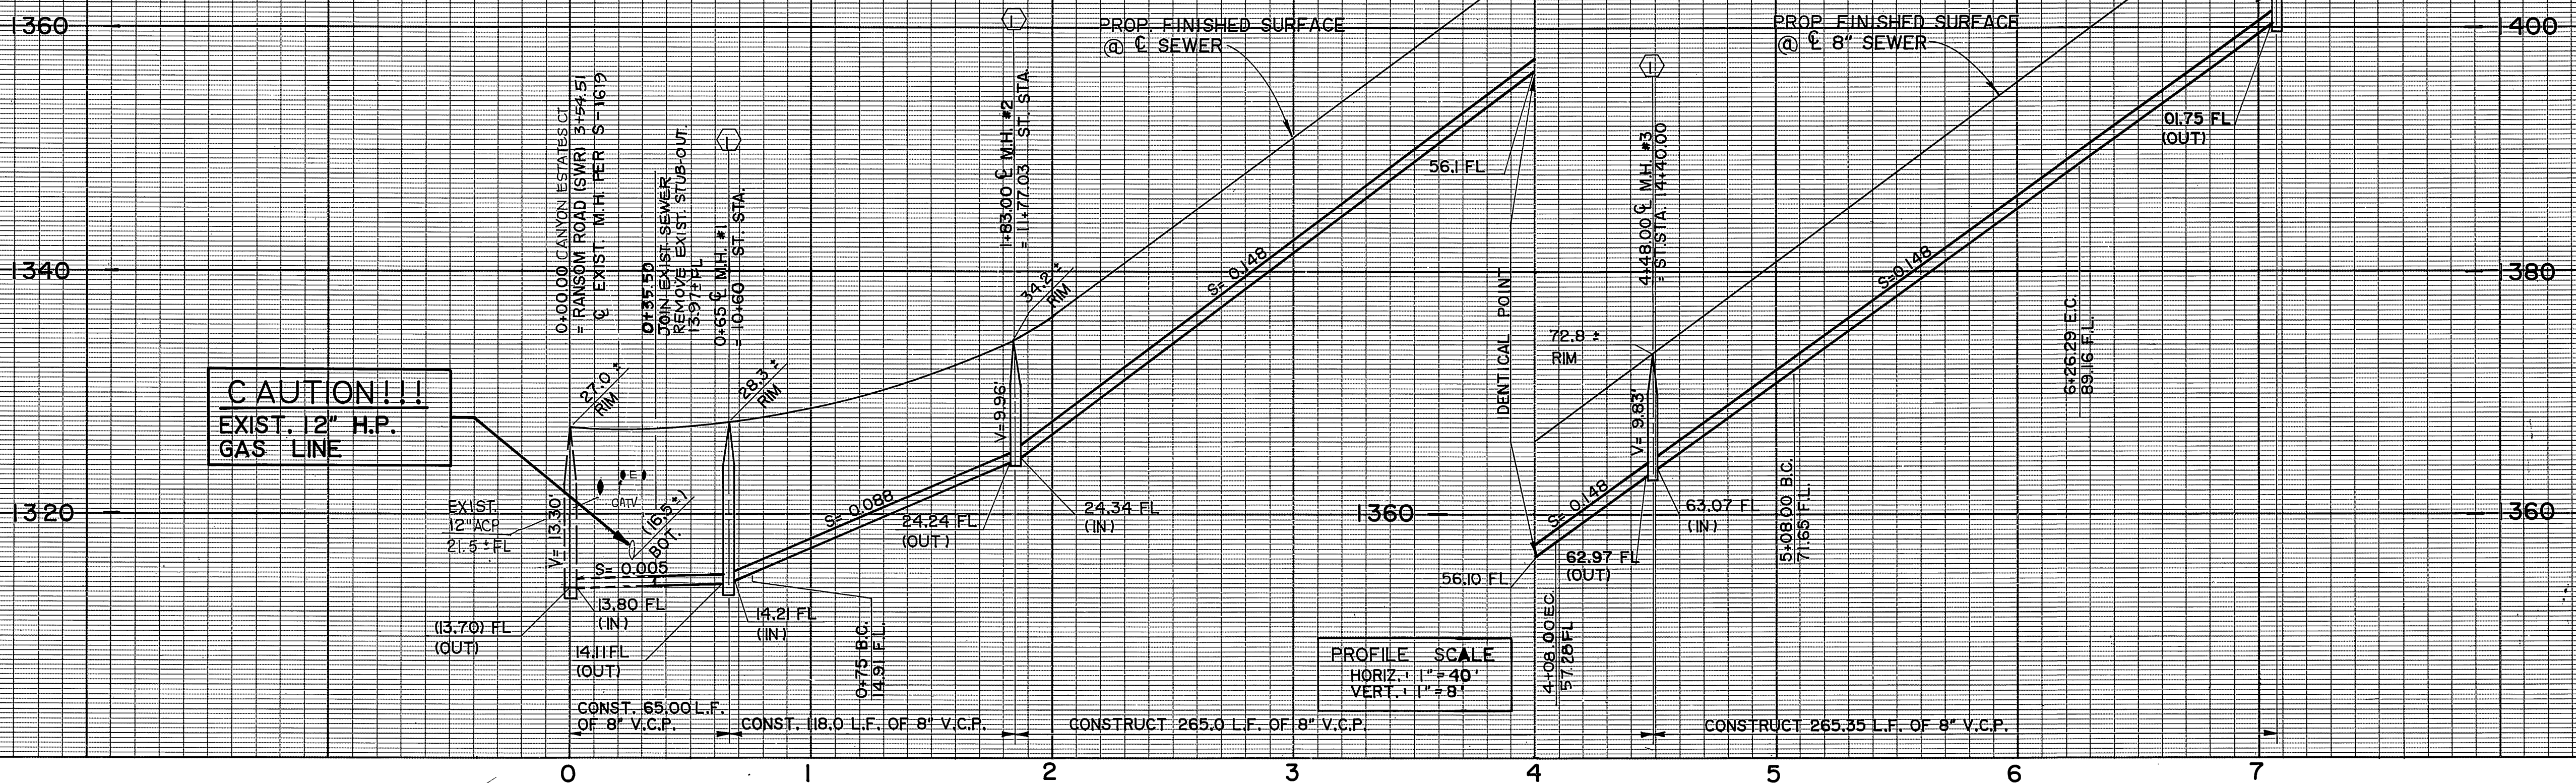 1360
1340
1320
CAUTION!!!
EXIST. 12" H.P.
GAS LINE
0+00.00 CANYON ESTATES CT
= RANSOM ROAD (SWR) 3+54.51
℄ EXIST. M.H. PER S-1619
0+35.50
JOIN EXIST. SEWER
REMOVE EXIST. STUB-OUT.
13.97± FL
1
0+65 ℄ M.H. #1
= 10+60 ST. STA.
27.0 ±
RIM
28.3 ±
RIM
EXIST.
12" ACP
21.5 ± FL
V= 13.30'
E
CATV
(16.5 ±)
BOT.
S= 0.005
(13.70) FL
(OUT)
13.80 FL
(IN)
14.11 FL
(OUT)
14.21 FL
(IN)
0+75 B.C.
14.91 F.L.
S= 0.088
1
1+83.00 ℄ M.H. #2
= 11+77.03 ST. STA.
34.2 ±
RIM
V= 9.96'
24.24 FL
(OUT)
24.34 FL
(IN)
PROP. FINISHED SURFACE
@ ℄ SEWER
S= 0.148
56.1 FL
IDENTICAL POINT
1360
56.10 FL
4+08.00 E.C.
57.28 FL
S= 0.148
72.8 ±
RIM
1
4+48.00 ℄ M.H. #3
= ST. STA. 14+40.00
V= 9.83'
62.97 FL
(OUT)
63.07 FL
(IN)
5+08.00 B.C.
71.65 F.L.
PROP. FINISHED SURFACE
@ ℄ 8" SEWER
S=0.148
6+26.29 E.C.
89.16 F.L.
01.75 FL
(OUT)
1400
1380
1360
PROFILE SCALE
HORIZ.: 1"=40'
VERT.: 1"=8'
CONST. 65.00 L.F.
OF 8" V.C.P.
CONST. 118.0 L.F. OF 8" V.C.P.
CONSTRUCT 265.0 L.F. OF 8" V.C.P.
CONSTRUCT 265.35 L.F. OF 8" V.C.P.
0 1 2 3 4 5 6 7